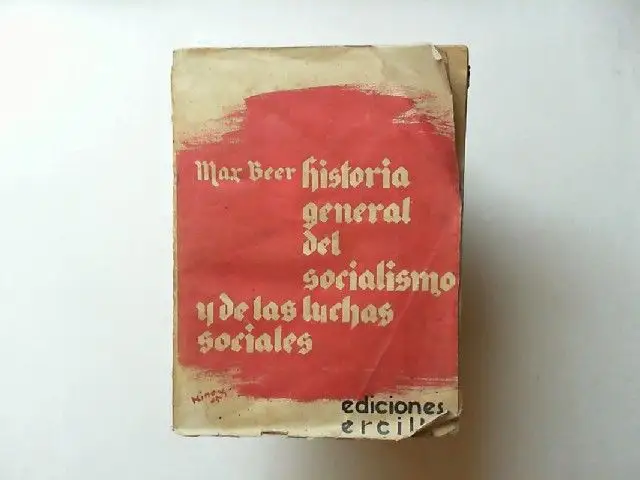 Max Beer historia
general
del
socialismo
y de las luchas
sociales
ediciones